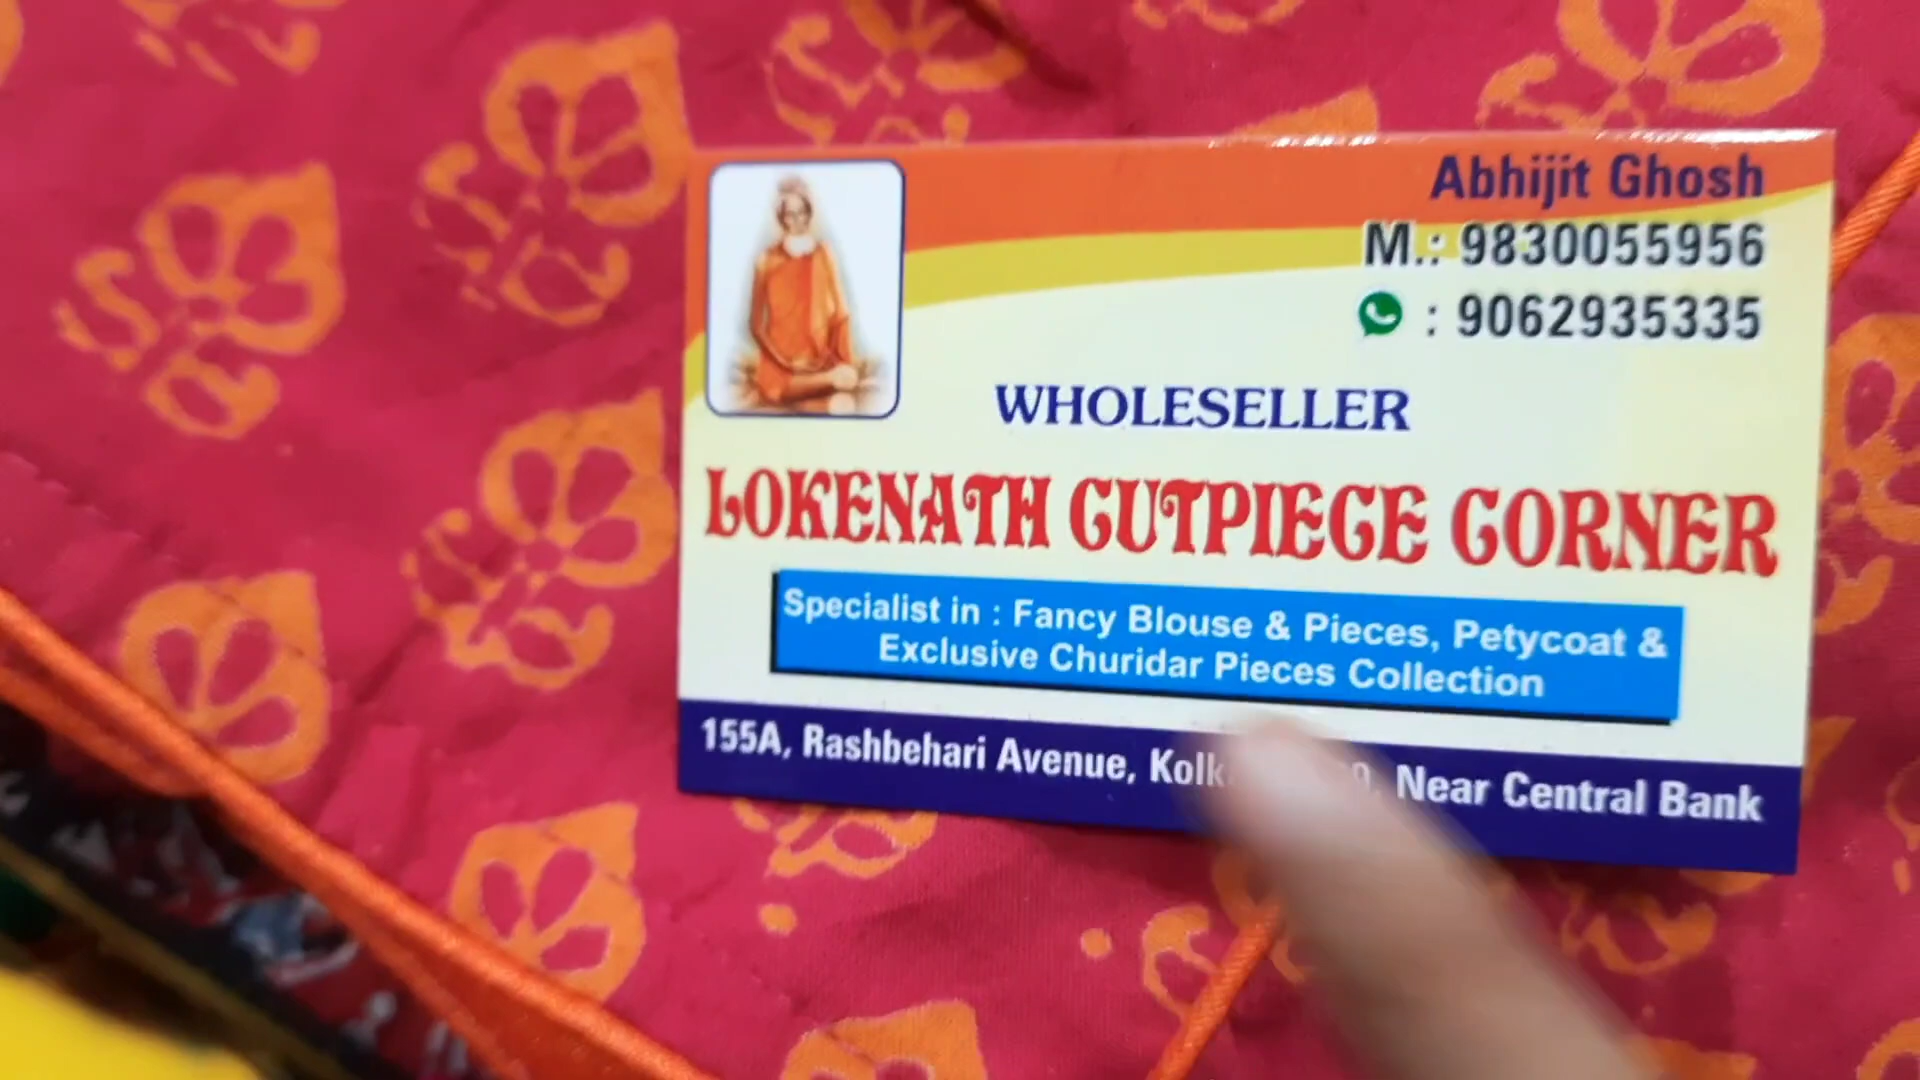 Abhijit Ghosh
M.: 9830055956
: 9062935335
WHOLESELLER
LOKENATH CUTPIECE CORNER
Specialist in : Fancy Blouse & Pieces, Petycoat &
Exclusive Churidar Pieces Collection
155A, Rashbehari Avenue, Near Central Bank